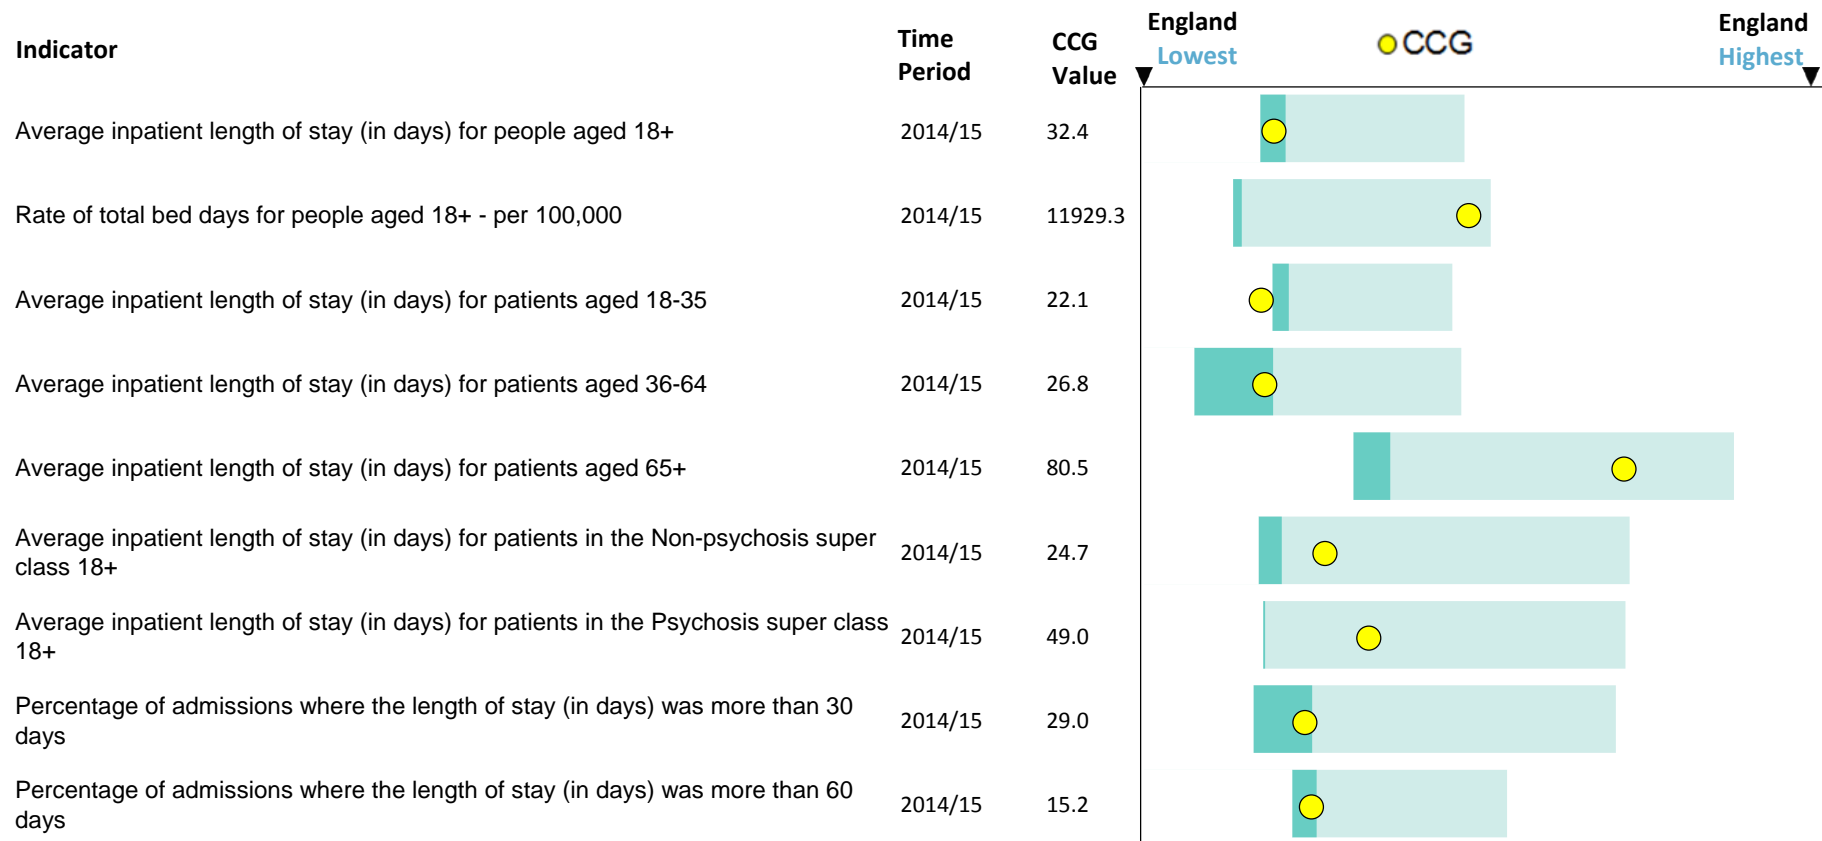 Indicator
Time
Period
CCG
Value
England
Lowest
CCG
England
Highest
Average inpatient length of stay (in days) for people aged 18+ 2014/15 32.4
Rate of total bed days for people aged 18+ - per 100,000 2014/15 11929.3
Average inpatient length of stay (in days) for patients aged 18-35 2014/15 22.1
Average inpatient length of stay (in days) for patients aged 36-64 2014/15 26.8
Average inpatient length of stay (in days) for patients aged 65+ 2014/15 80.5
Average inpatient length of stay (in days) for patients in the Non-psychosis super
class 18+
2014/15 24.7
Average inpatient length of stay (in days) for patients in the Psychosis super class
18+
2014/15 49.0
Percentage of admissions where the length of stay (in days) was more than 30
days
2014/15 29.0
Percentage of admissions where the length of stay (in days) was more than 60
days
2014/15 15.2